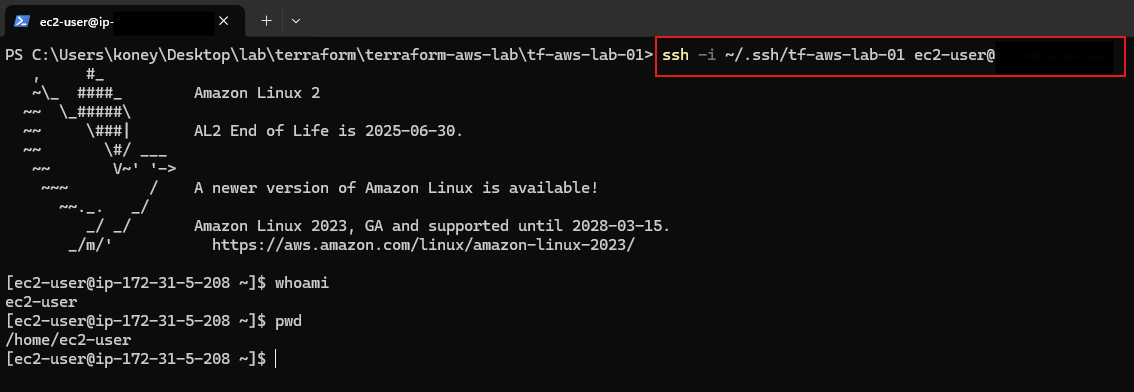 ec2-user@ip-
PS C:\Users\koney\Desktop\lab\terraform\terraform-aws-lab\tf-aws-lab-01> ssh -i ~/.ssh/tf-aws-lab-01 ec2-user@
   ,     #_
   ~\_  ####_        Amazon Linux 2
  ~~  \_#####\
  ~~     \###|       AL2 End of Life is 2025-06-30.
  ~~       \#/ ___
   ~~       V~' '->
    ~~~         /    A newer version of Amazon Linux is available!
      ~~._.   _/
         _/ _/       Amazon Linux 2023, GA and supported until 2028-03-15.
       _/m/'           https://aws.amazon.com/linux/amazon-linux-2023/
[ec2-user@ip-172-31-5-208 ~]$ whoami
ec2-user
[ec2-user@ip-172-31-5-208 ~]$ pwd
/home/ec2-user
[ec2-user@ip-172-31-5-208 ~]$